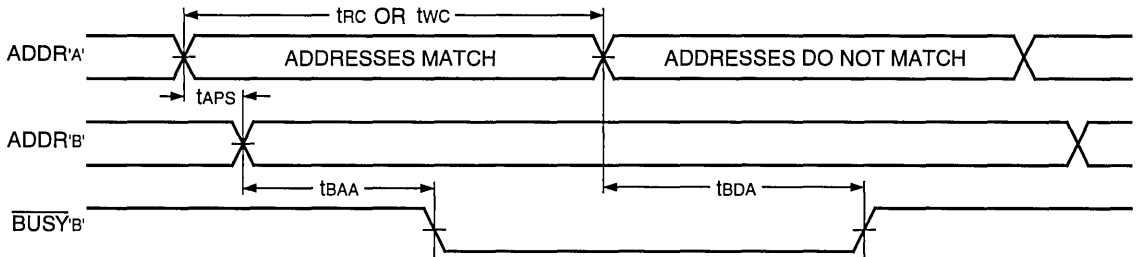 tRC OR tWC
ADDR'A'
ADDRESSES MATCH
ADDRESSES DO NOT MATCH
tAPS
ADDR'B'
tBAA
tBDA
BUSY'B'